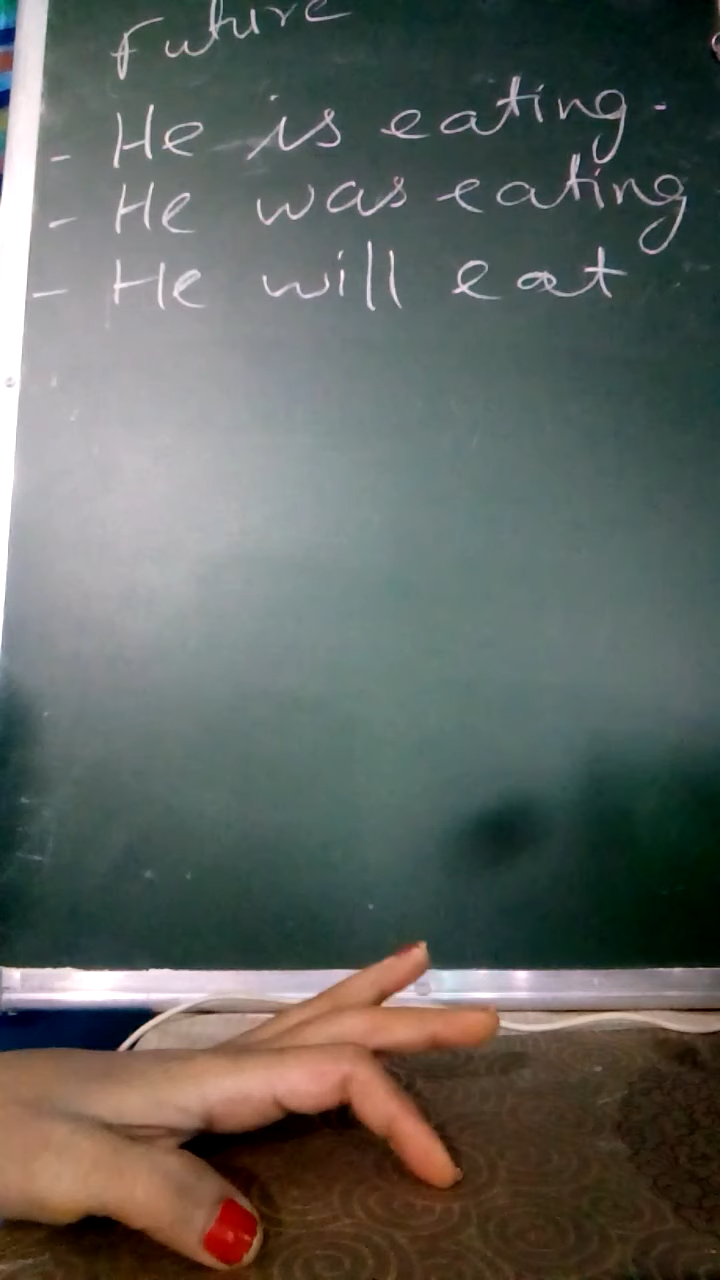 Future
- He is eating.
- He was eating
- He will eat